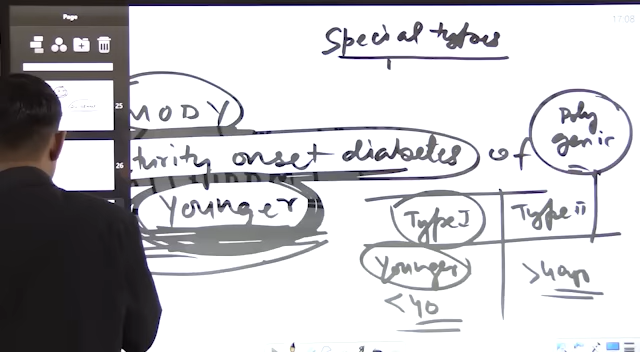 Page
17:08
Special types
MODY
25
turity onset diabetes of
Poly
genic
26
Younger
Type I Type II
Younger >40
<40